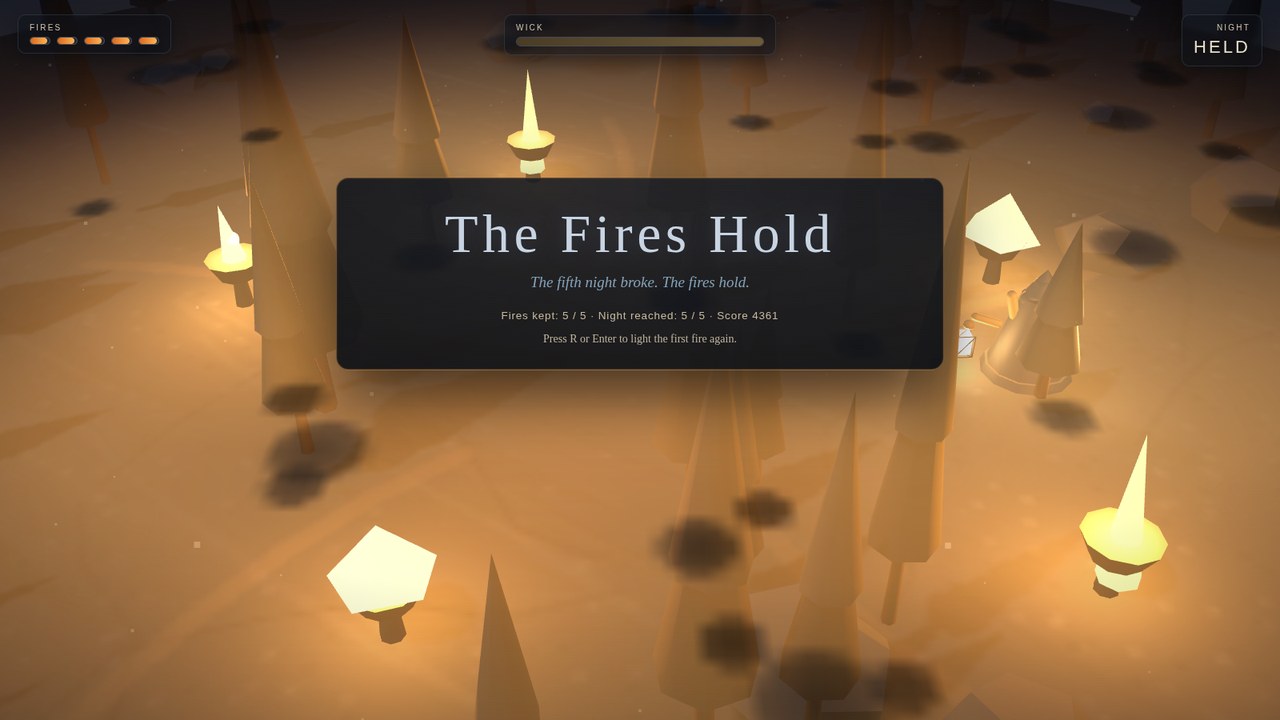 FIRES
WICK
NIGHT
HELD
The Fires Hold
The fifth night broke. The fires hold.
Fires kept: 5 / 5 · Night reached: 5 / 5 · Score 4361
Press R or Enter to light the first fire again.